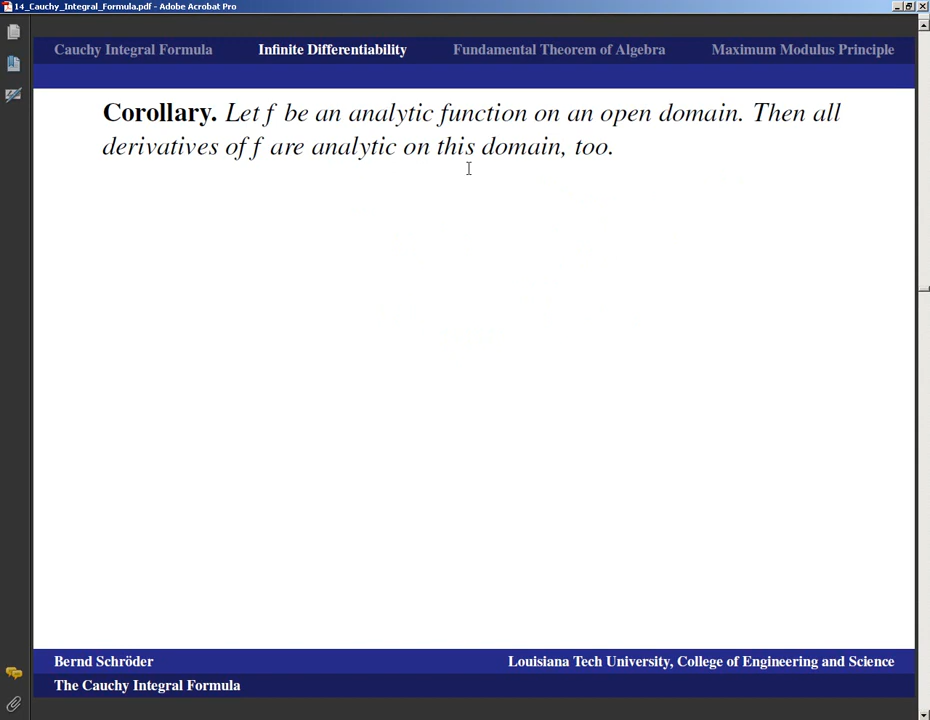 14_Cauchy_Integral_Formula.pdf - Adobe Acrobat Pro
Cauchy Integral Formula Infinite Differentiability Fundamental Theorem of Algebra Maximum Modulus Principle
Corollary. Let f be an analytic function on an open domain. Then all
derivatives of f are analytic on this domain, too.
Bernd Schröder Louisiana Tech University, College of Engineering and Science
The Cauchy Integral Formula